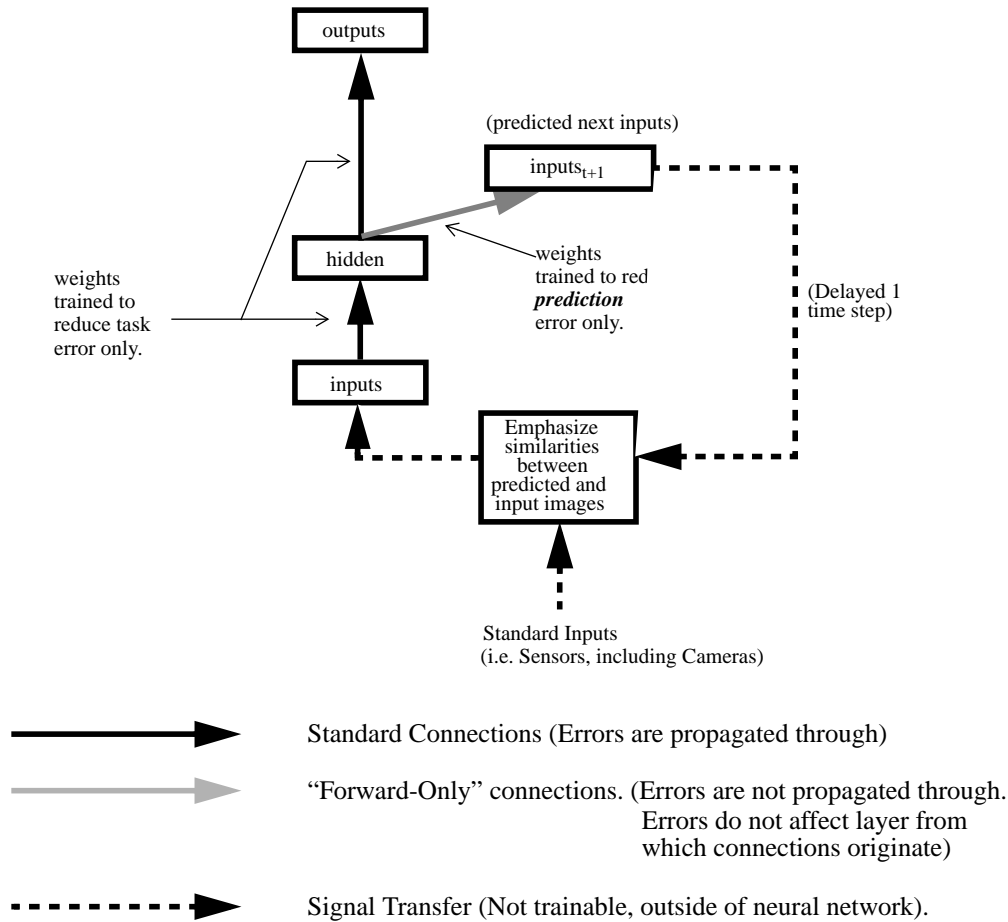 outputs
(predicted next inputs)
inputst+1
hidden
weights
trained to
reduce task
error only.
weights
trained to red
prediction
error only.
(Delayed 1
time step)
inputs
Emphasize
similarities
between
predicted and
input images
Standard Inputs
(i.e. Sensors, including Cameras)
Standard Connections (Errors are propagated through)
“Forward-Only” connections. (Errors are not propagated through.
Errors do not affect layer from
which connections originate)
Signal Transfer (Not trainable, outside of neural network).